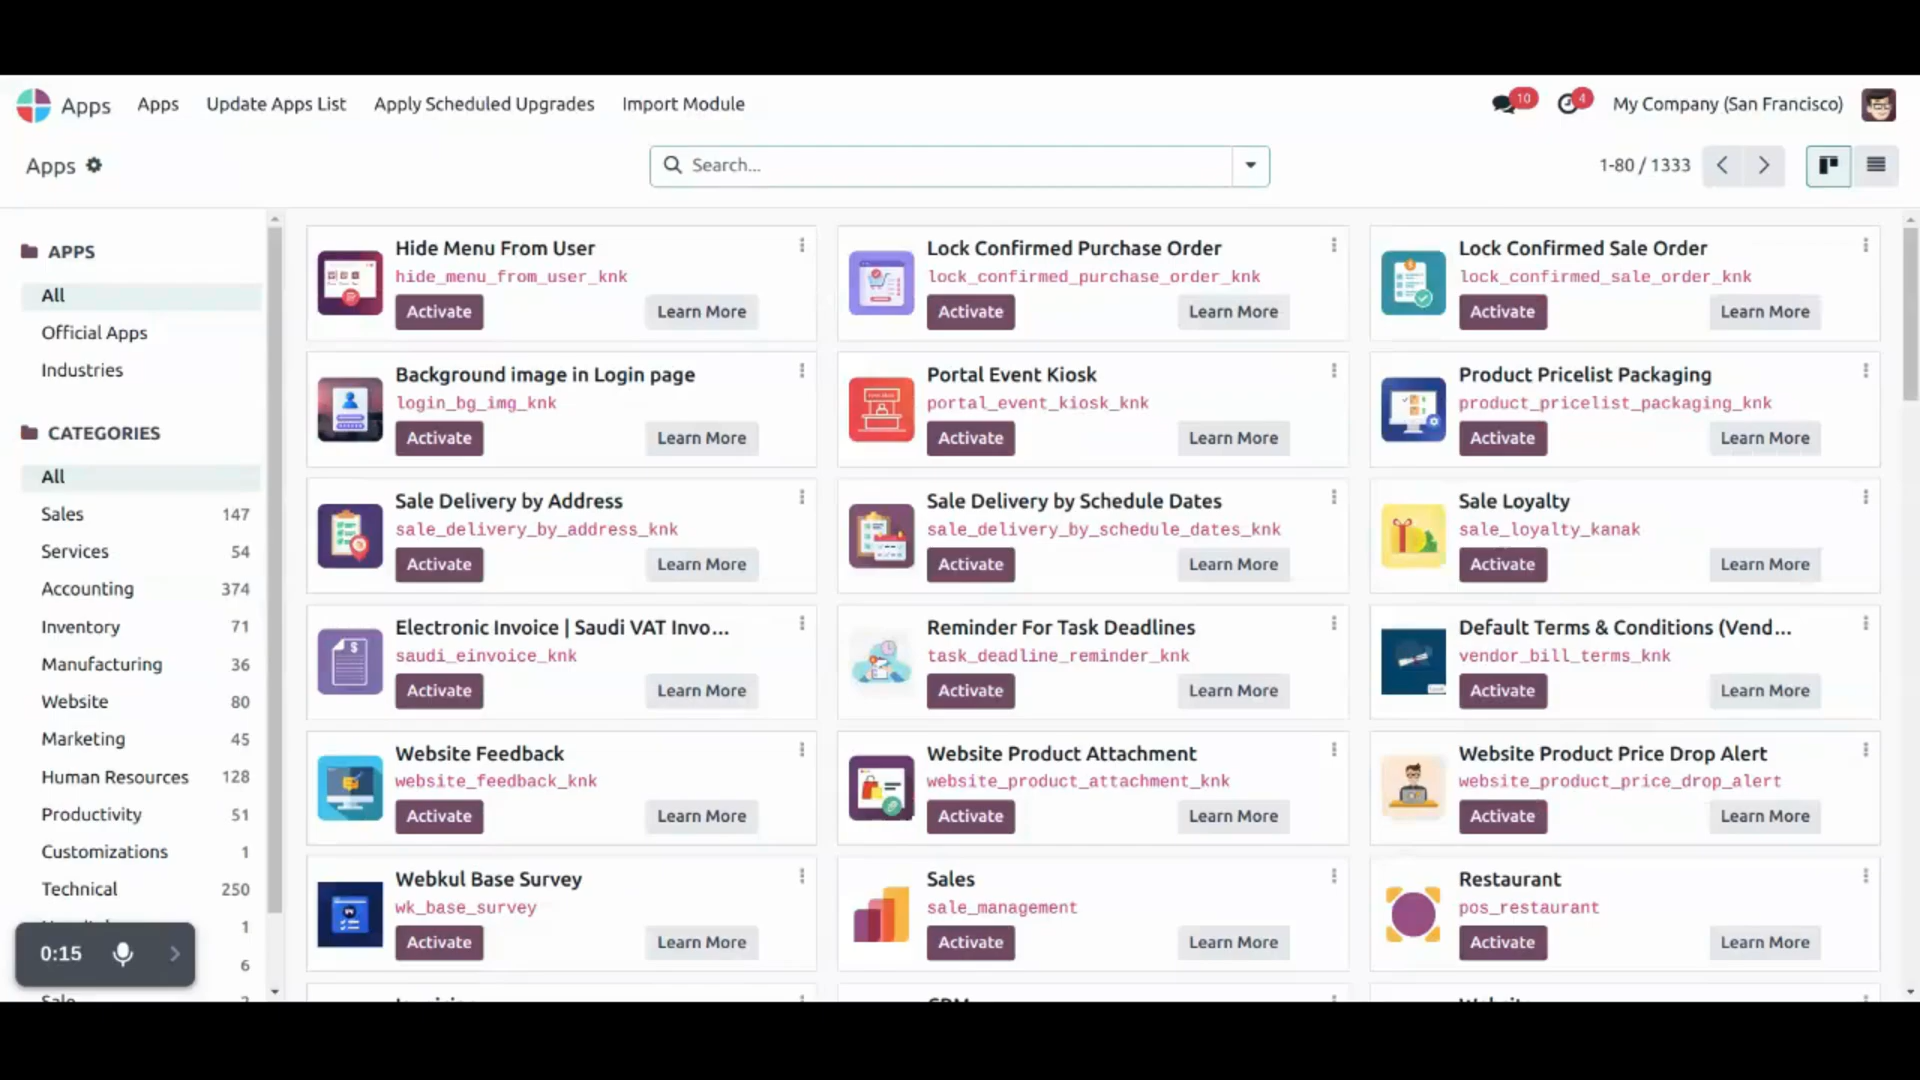 Apps Apps Update Apps List Apply Scheduled Upgrades Import Module 10 4 My Company (San Francisco)
Apps Search... 1-80 / 1333
APPS
All
Official Apps
Industries
CATEGORIES
All
Sales 147
Services 54
Accounting 374
Inventory 71
Manufacturing 36
Website 80
Marketing 45
Human Resources 128
Productivity 51
Customizations 1
Technical 250
1
6
0:15
Hide Menu From User
hide_menu_from_user_knk
Activate Learn More
Lock Confirmed Purchase Order
lock_confirmed_purchase_order_knk
Activate Learn More
Lock Confirmed Sale Order
lock_confirmed_sale_order_knk
Activate Learn More
Background image in Login page
login_bg_img_knk
Activate Learn More
Portal Event Kiosk
portal_event_kiosk_knk
Activate Learn More
Product Pricelist Packaging
product_pricelist_packaging_knk
Activate Learn More
Sale Delivery by Address
sale_delivery_by_address_knk
Activate Learn More
Sale Delivery by Schedule Dates
sale_delivery_by_schedule_dates_knk
Activate Learn More
Sale Loyalty
sale_loyalty_kanak
Activate Learn More
Electronic Invoice | Saudi VAT Invo...
saudi_einvoice_knk
Activate Learn More
Reminder For Task Deadlines
task_deadline_reminder_knk
Activate Learn More
Default Terms & Conditions (Vend...
vendor_bill_terms_knk
Activate Learn More
Website Feedback
website_feedback_knk
Activate Learn More
Website Product Attachment
website_product_attachment_knk
Activate Learn More
Website Product Price Drop Alert
website_product_price_drop_alert
Activate Learn More
Webkul Base Survey
wk_base_survey
Activate Learn More
Sales
sale_management
Activate Learn More
Restaurant
pos_restaurant
Activate Learn More